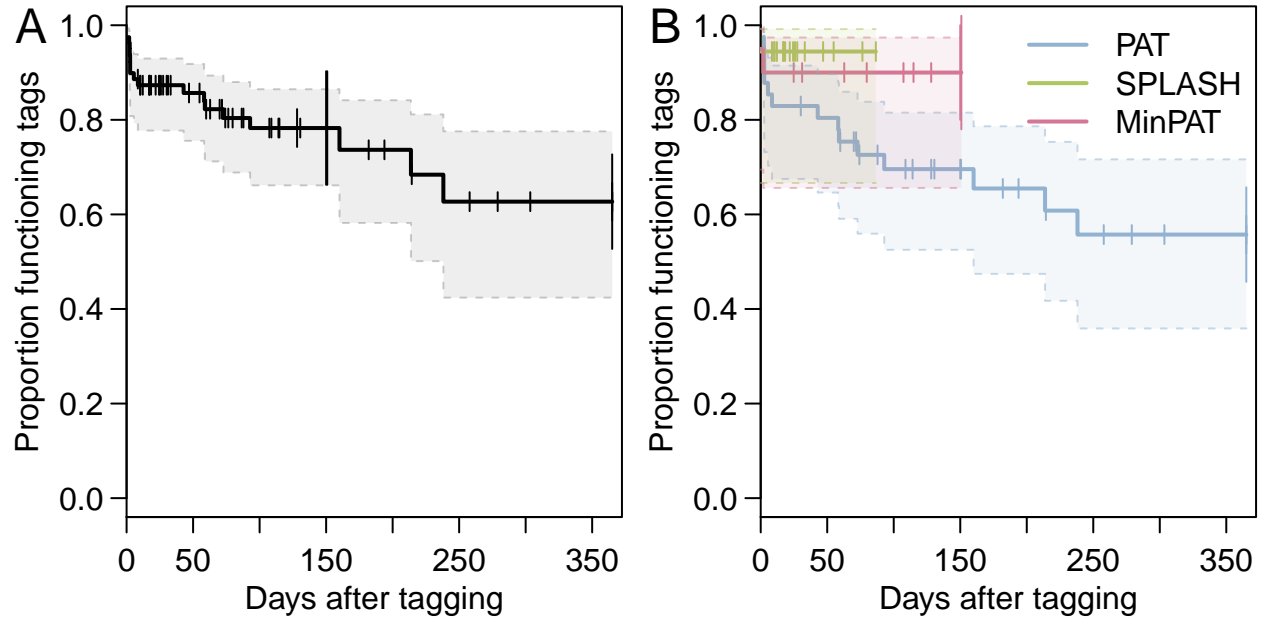 A
Proportion functioning tags
1.0
0.8
0.6
0.4
0.2
0.0
0 50 150 250 350
Days after tagging
B
Proportion functioning tags
1.0
0.8
0.6
0.4
0.2
0.0
PAT
SPLASH
MinPAT
0 50 150 250 350
Days after tagging